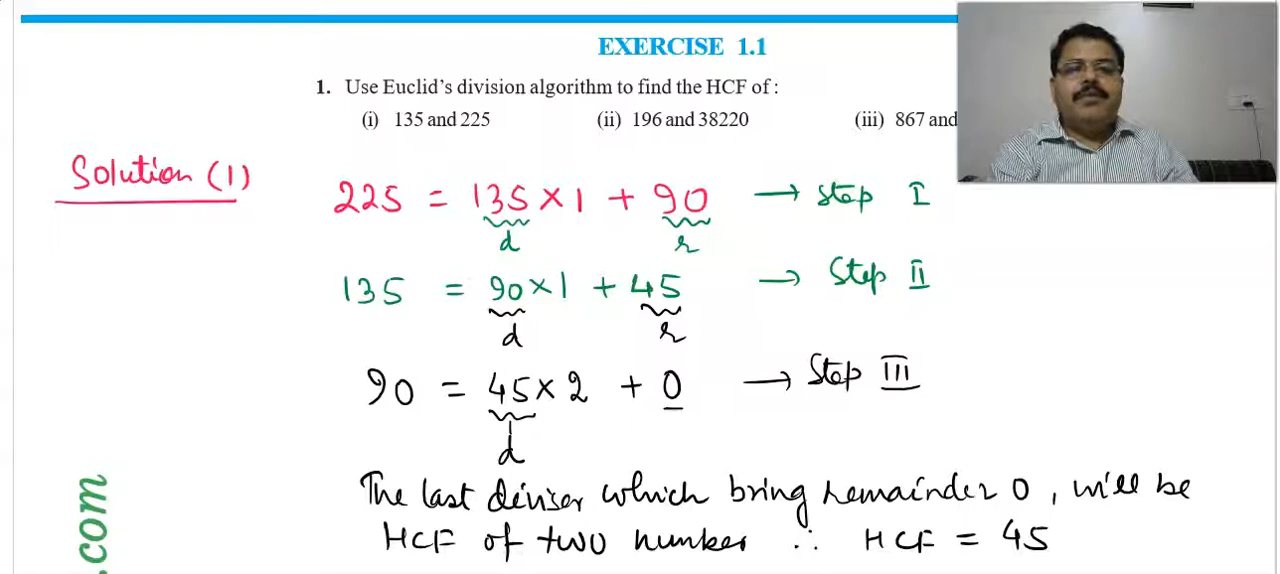 EXERCISE 1.1
1. Use Euclid's division algorithm to find the HCF of :
(i) 135 and 225 (ii) 196 and 38220 (iii) 867 and
Solution (1)
225 = 135 × 1 + 90 → Step I
d r
135 = 90 × 1 + 45 → Step II
d r
90 = 45 × 2 + 0 → Step III
d
The last diviser which bring remainder 0 , will be
HCF of two number ∴ HCF = 45
.com